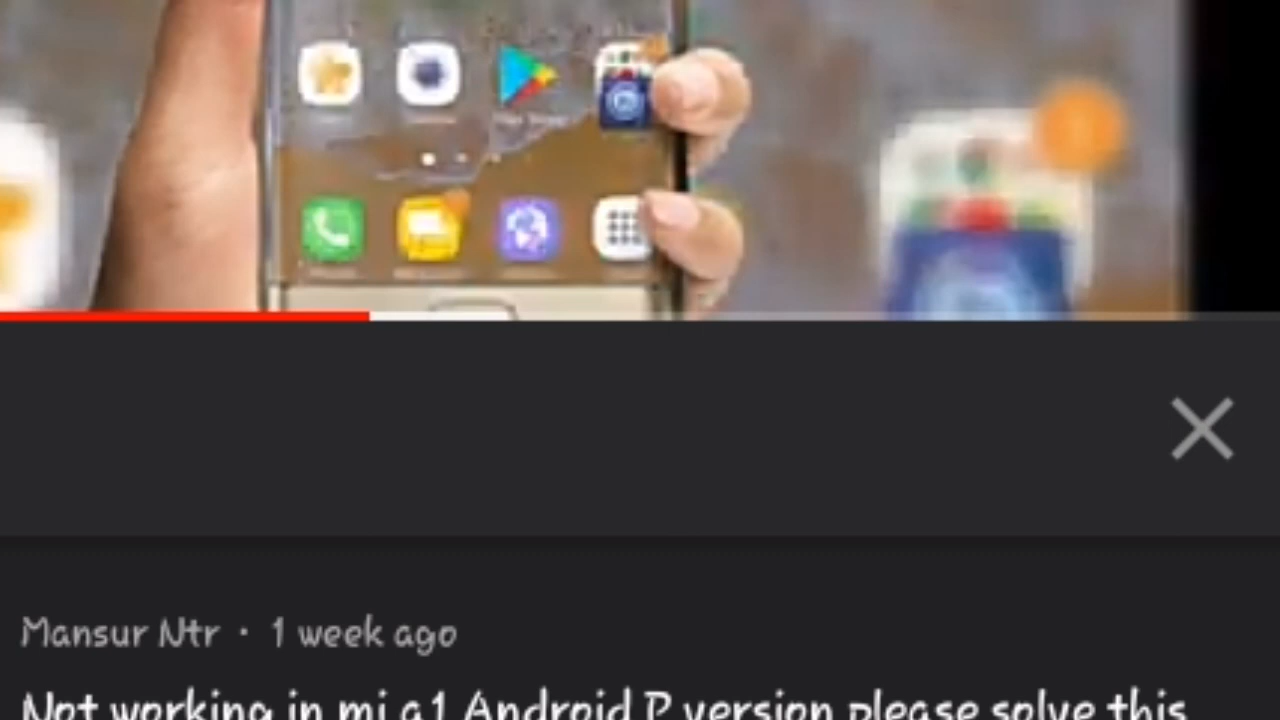 Mansur Ntr · 1 week ago
Not working in mi a1 Android P version please solve this